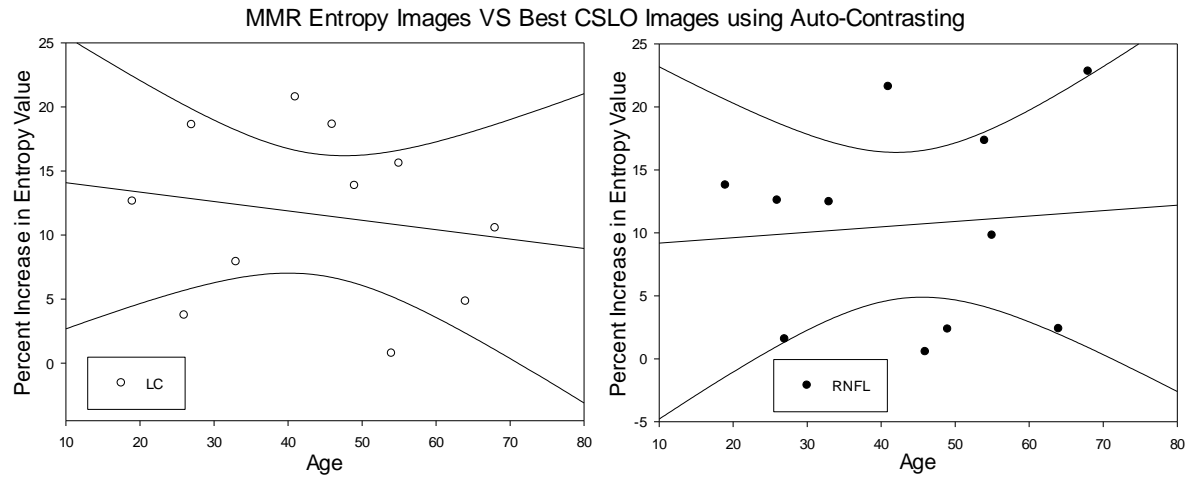 MMR Entropy Images VS Best CSLO Images using Auto-Contrasting
Percent Increase in Entropy Value
25
20
15
10
5
0
LC
10 20 30 40 50 60 70 80
Age
Percent Increase in Entropy Value
25
20
15
10
5
0
-5
RNFL
10 20 30 40 50 60 70 80
Age